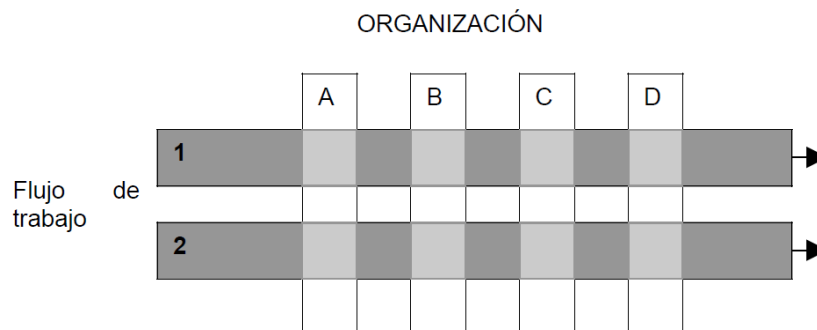 ORGANIZACIÓN
A B C D
1
Flujo de
trabajo
2